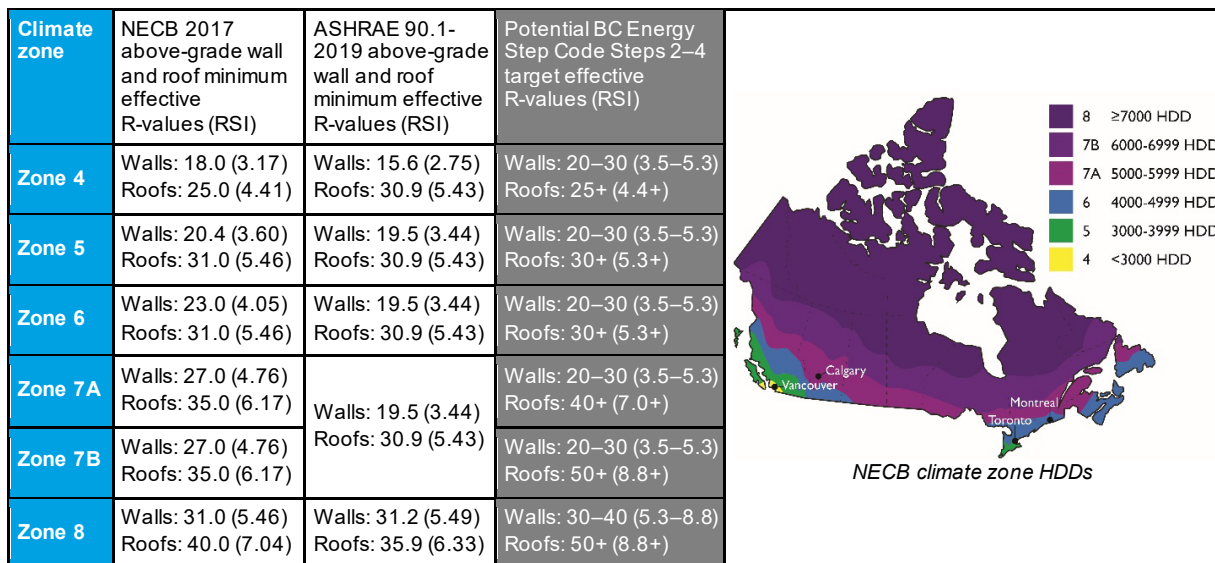 Climate
zone
NECB 2017
above-grade wall
and roof minimum
effective
R-values (RSI)
ASHRAE 90.1-
2019 above-grade
wall and roof
minimum effective
R-values (RSI)
Potential BC Energy
Step Code Steps 2–4
target effective
R-values (RSI)
Zone 4
Walls: 18.0 (3.17)
Roofs: 25.0 (4.41)
Walls: 15.6 (2.75)
Roofs: 30.9 (5.43)
Walls: 20–30 (3.5–5.3)
Roofs: 25+ (4.4+)
Zone 5
Walls: 20.4 (3.60)
Roofs: 31.0 (5.46)
Walls: 19.5 (3.44)
Roofs: 30.9 (5.43)
Walls: 20–30 (3.5–5.3)
Roofs: 30+ (5.3+)
Zone 6
Walls: 23.0 (4.05)
Roofs: 31.0 (5.46)
Walls: 19.5 (3.44)
Roofs: 30.9 (5.43)
Walls: 20–30 (3.5–5.3)
Roofs: 30+ (5.3+)
Zone 7A
Walls: 27.0 (4.76)
Roofs: 35.0 (6.17)
Walls: 19.5 (3.44)
Roofs: 30.9 (5.43)
Walls: 20–30 (3.5–5.3)
Roofs: 40+ (7.0+)
Zone 7B
Walls: 27.0 (4.76)
Roofs: 35.0 (6.17)
Walls: 20–30 (3.5–5.3)
Roofs: 50+ (8.8+)
Zone 8
Walls: 31.0 (5.46)
Roofs: 40.0 (7.04)
Walls: 31.2 (5.49)
Roofs: 35.9 (6.33)
Walls: 30–40 (5.3–8.8)
Roofs: 50+ (8.8+)
8 ≥7000 HDD
7B 6000-6999 HDD
7A 5000-5999 HDD
6 4000-4999 HDD
5 3000-3999 HDD
4 <3000 HDD
Calgary
Vancouver
Montreal
Toronto
NECB climate zone HDDs